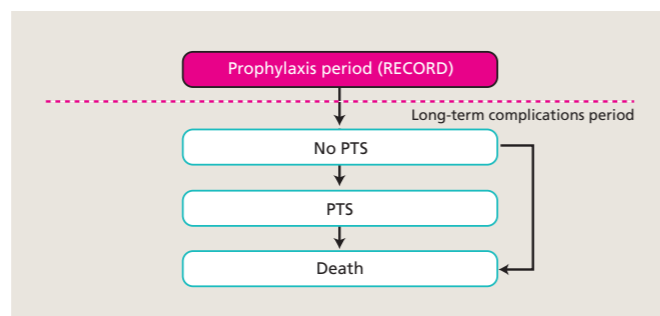 Prophylaxis period (RECORD)
Long-term complications period
No PTS
PTS
Death